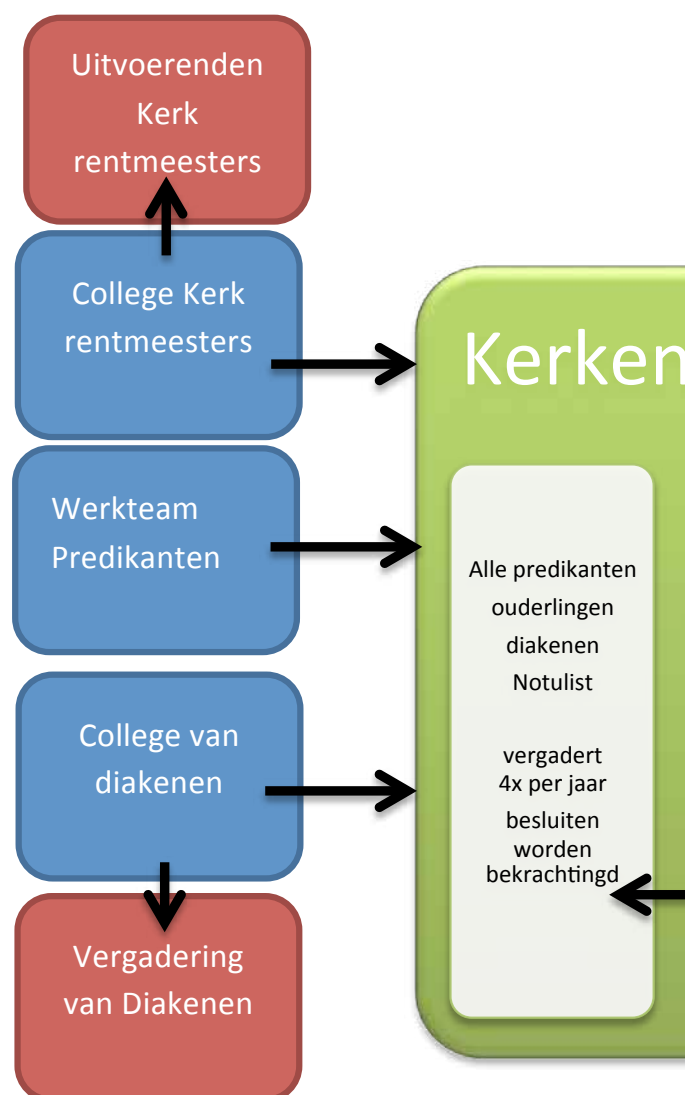 Uitvoerenden
Kerk
rentmeesters
College Kerk
rentmeesters
Werkteam
Predikanten
College van
diakenen
Vergadering
van Diakenen
Kerken
Alle predikanten
ouderlingen
diakenen
Notulist
vergadert
4x per jaar
besluiten
worden
bekrachtingd